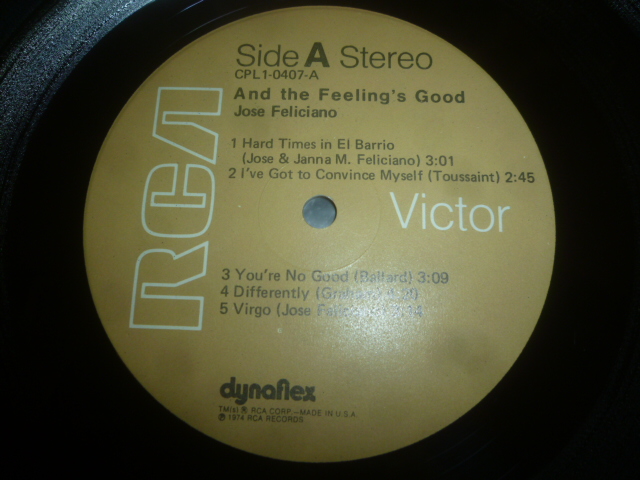 Side A Stereo
CPL1-0407-A
And the Feeling's Good
Jose Feliciano
RCA
1 Hard Times in El Barrio
(Jose & Janna M. Feliciano) 3:01
2 I've Got to Convince Myself (Toussaint) 2:45
Victor
3 You're No Good (Ballard) 3:09
4 Differently
5 Virgo (Jose Feliciano)
dynaflex
TM(s) ® RCA CORP.—MADE IN U.S.A.
℗ 1974 RCA RECORDS